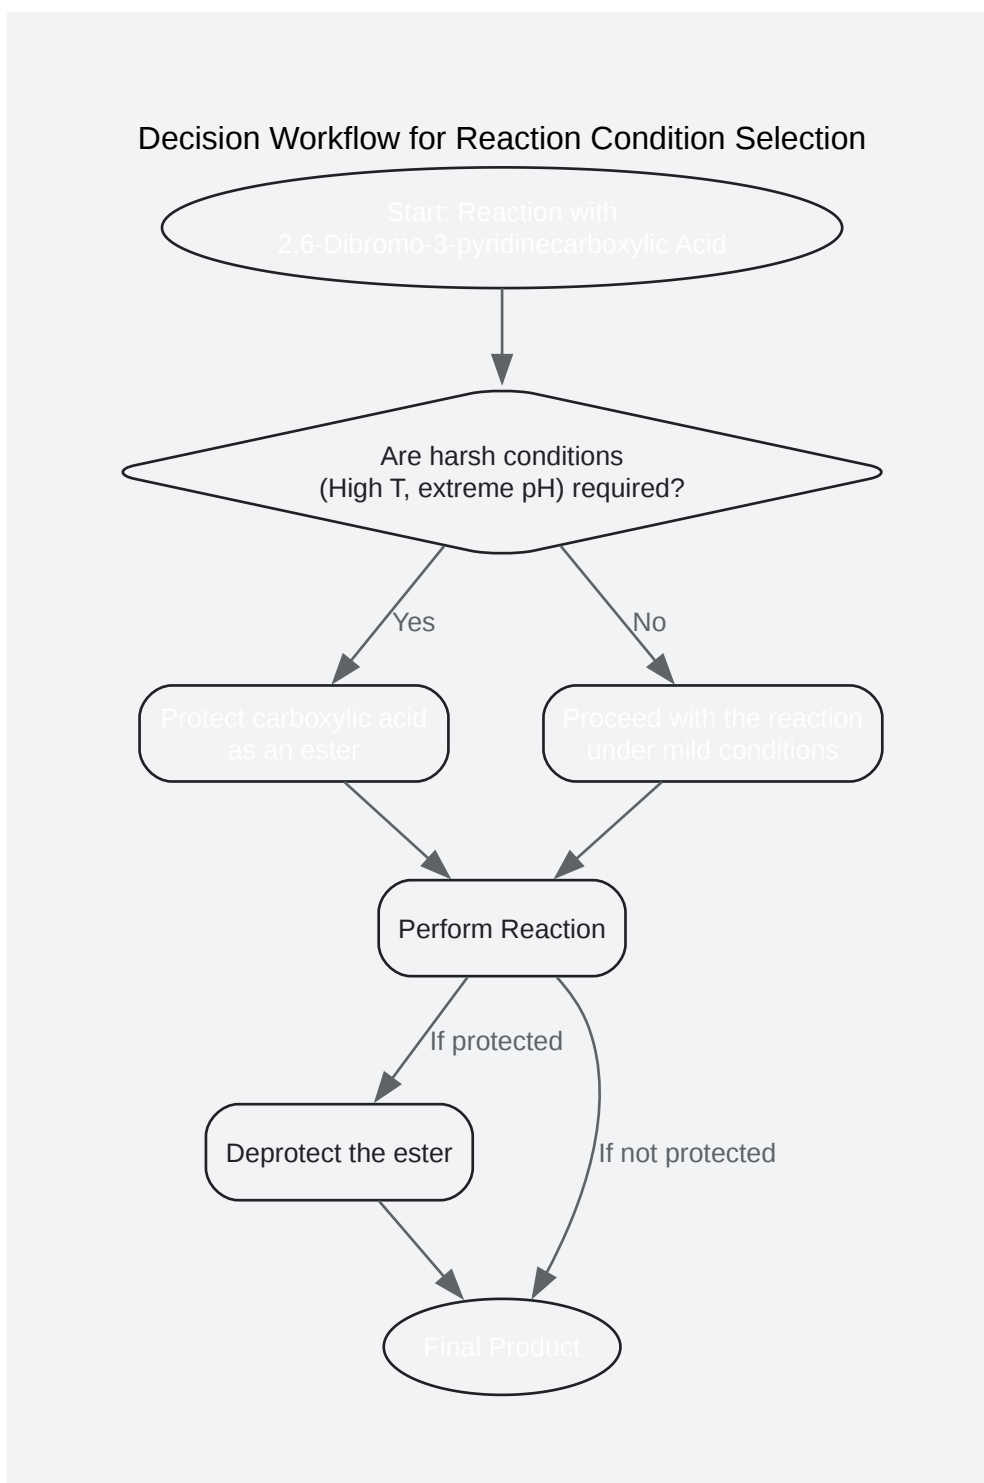 Decision Workflow for Reaction Condition Selection
Start: Reaction with
2,6-Dibromo-3-pyridinecarboxylic Acid
Are harsh conditions
(High T, extreme pH) required?
Yes
No
Protect carboxylic acid
as an ester
Proceed with the reaction
under mild conditions
Perform Reaction
If protected
Deprotect the ester
If not protected
Final Product